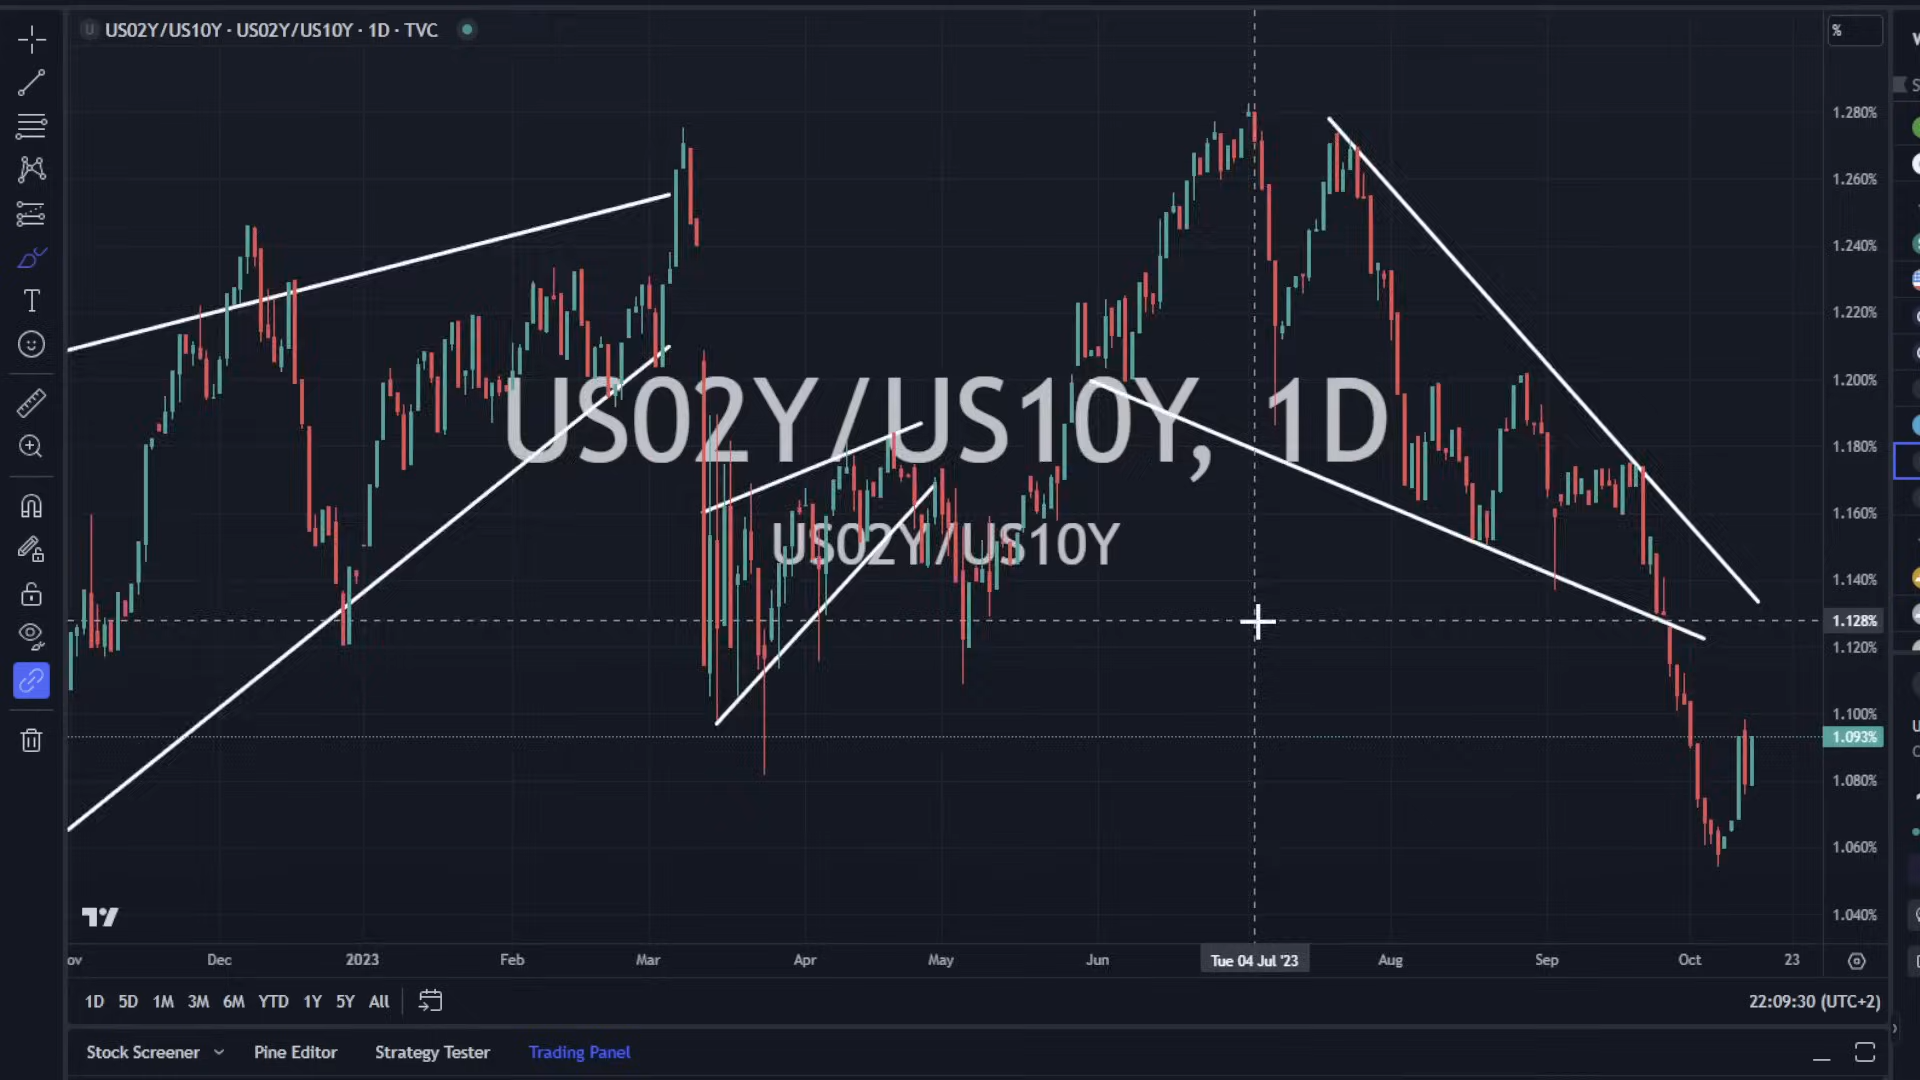 U US02Y/US10Y · US02Y/US10Y · 1D · TVC
%
1.280%
1.260%
1.240%
1.220%
1.200%
1.180%
1.160%
1.140%
1.128%
1.120%
1.100%
1.093%
1.080%
1.060%
1.040%
US02Y/US10Y, 1D
US02Y/US10Y
ov Dec 2023 Feb Mar Apr May Jun Tue 04 Jul '23 Aug Sep Oct 23
1D 5D 1M 3M 6M YTD 1Y 5Y All 22:09:30 (UTC+2)
Stock Screener Pine Editor Strategy Tester Trading Panel